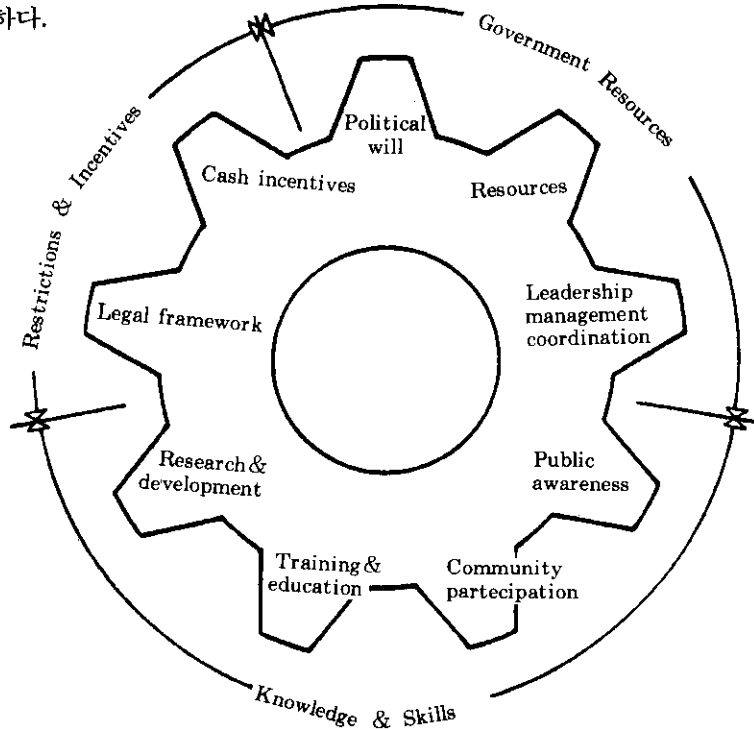 하다.
Government Resources
Restrictions & Incentives
Political
will
Cash incentives
Resources
Legal framework
Leadership
management
coordination
Research &
development
Public
awareness
Training &
education
Community
partecipation
Knowledge & Skills